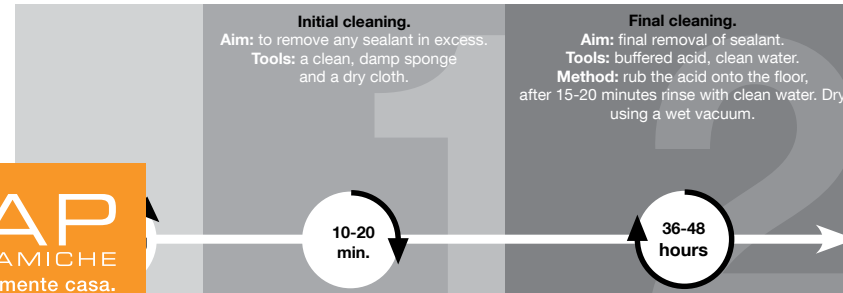 Initial cleaning.
Aim: to remove any sealant in excess.
Tools: a clean, damp sponge
and a dry cloth.
1
10-20
min.
Final cleaning.
Aim: final removal of sealant.
Tools: buffered acid, clean water.
Method: rub the acid onto the floor,
after 15-20 minutes rinse with clean water. Dry
using a wet vacuum.
2
36-48
hours
AP
AMICHE
mente casa.